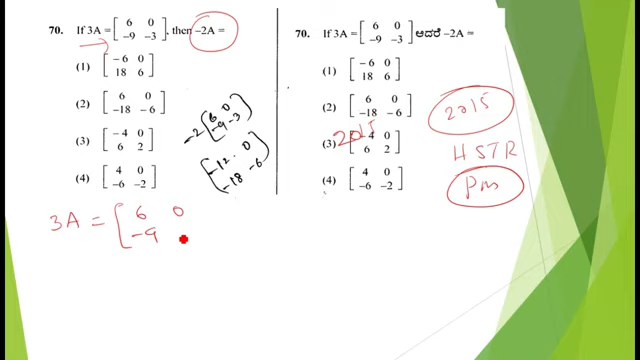 70. If 3A = [ 6 0 ], then –2A =
[ –9 –3 ]
(1) [ –6 0 ]
[ 18 6 ]
(2) [ 6 0 ]
[ –18 –6 ]
(3) [ –4 0 ]
[ 6 2 ]
(4) [ 4 0 ]
[ –6 –2 ]
-2 [ 6 0 ]
[ -9 -3 ]
[ -12 . 0 ]
[ -18 -6 ]
3A = [ 6 0
-9
70. If 3A = [ 6 0 ] ಆದರೆ –2A =
[ –9 –3 ]
(1) [ –6 0 ]
[ 18 6 ]
(2) [ 6 0 ]
[ –18 –6 ]
(3) [ –4 0 ]
[ 6 2 ]
(4) [ 4 0 ]
[ –6 –2 ]
2015
2015
HSTR
PM